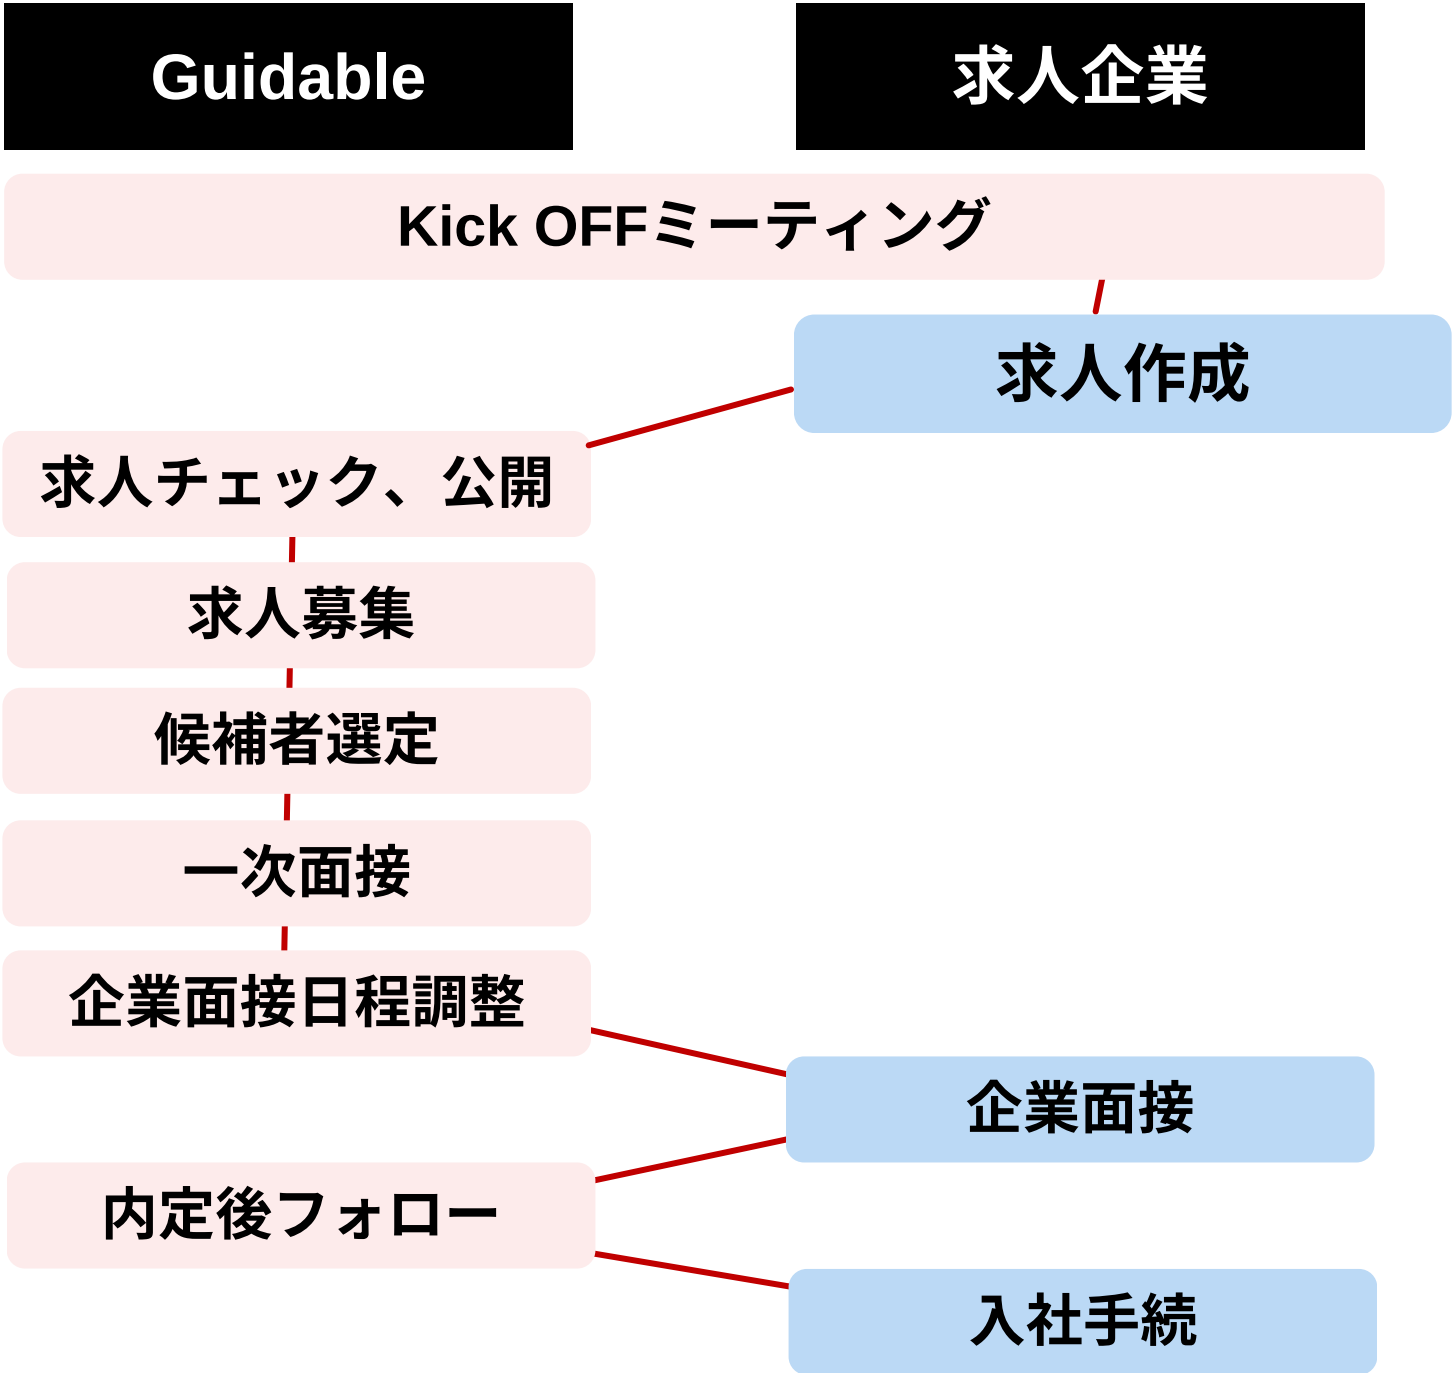 Guidable
求人企業
Kick OFFミーティング
求人作成
求人チェック、公開
求人募集
候補者選定
一次面接
企業面接日程調整
企業面接
内定後フォロー
入社手続